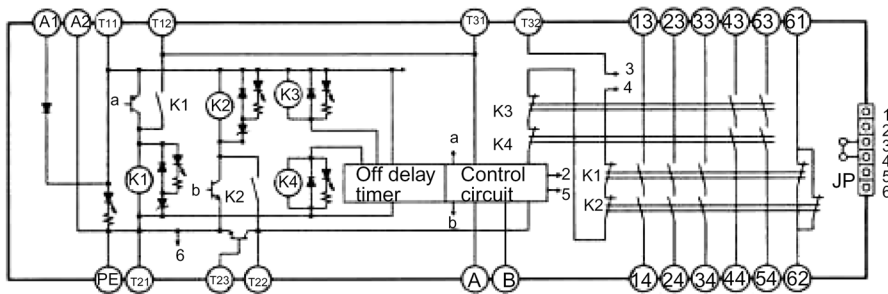 A1 A2 T11 T12 T31 T32 13 23 33 43 53 61
a K1 K2 K3 3
4
K3
K4
K1 b K2 K4 a
Off delay timer
Control circuit
2
5
b
K1
K2
6
JP
1
2
3
4
5
6
PE T21 T23 T22 A B 14 24 34 44 54 62